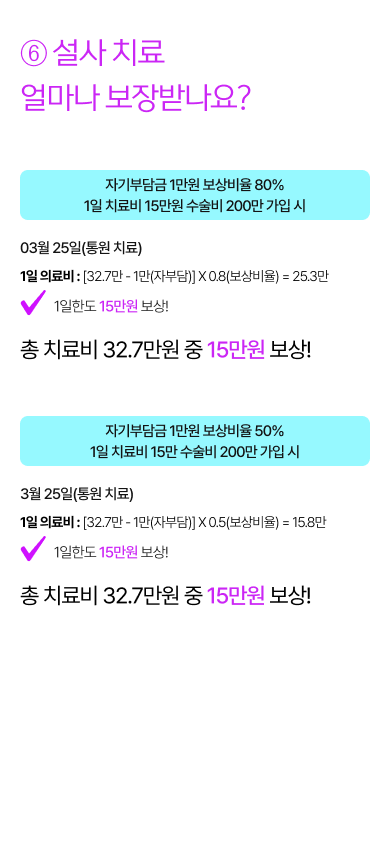 ⑥ 설사 치료
얼마나 보장받나요?
자기부담금 1만원 보상비율 80%
1일 치료비 15만원 수술비 200만 가입 시
03월 25일(통원 치료)
1일 의료비 : [32.7만 - 1만(자부담)] X 0.8(보상비율) = 25.3만
1일한도 15만원 보상!
총 치료비 32.7만원 중 15만원 보상!
자기부담금 1만원 보상비율 50%
1일 치료비 15만 수술비 200만 가입 시
3월 25일(통원 치료)
1일 의료비 : [32.7만 - 1만(자부담)] X 0.5(보상비율) = 15.8만
1일한도 15만원 보상!
총 치료비 32.7만원 중 15만원 보상!